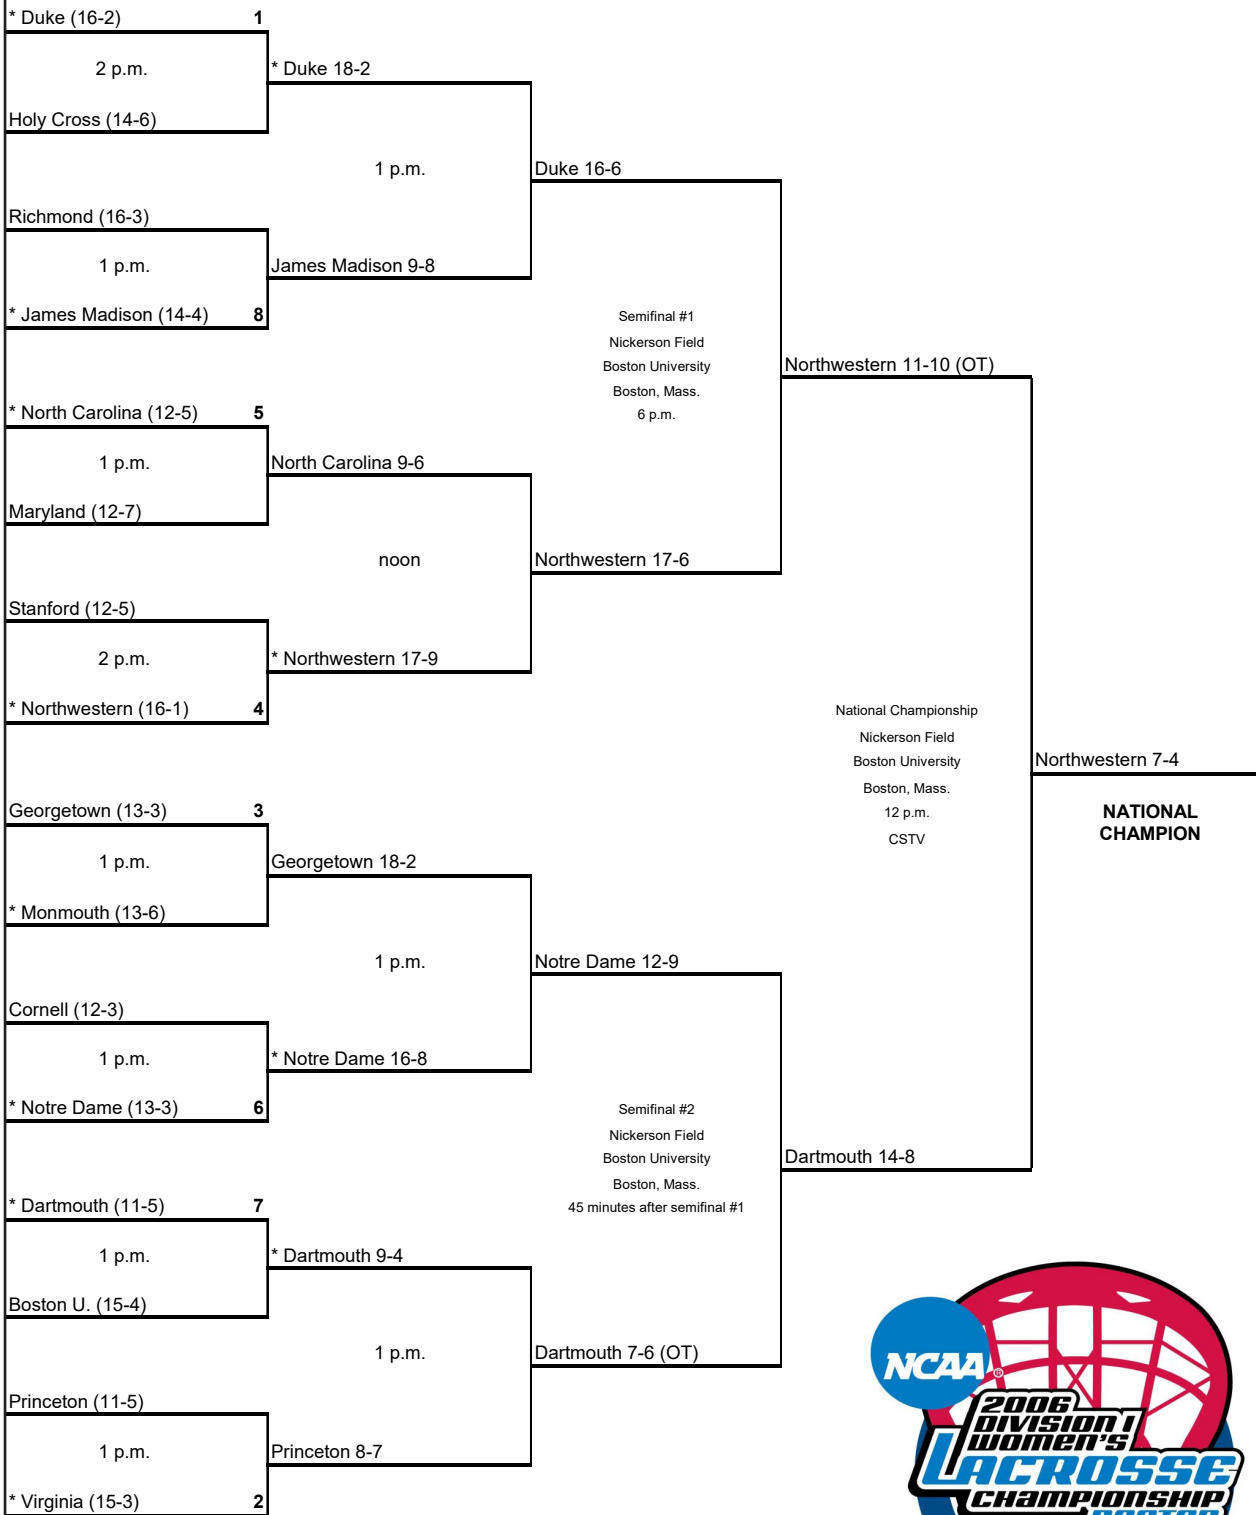 * Duke (16-2) 1
2 p.m.
* Duke 18-2
Holy Cross (14-6)
1 p.m.
Duke 16-6
Richmond (16-3)
1 p.m.
James Madison 9-8
* James Madison (14-4) 8
Semifinal #1
Nickerson Field
Boston University
Boston, Mass.
6 p.m.
Northwestern 11-10 (OT)
* North Carolina (12-5) 5
1 p.m.
North Carolina 9-6
Maryland (12-7)
noon
Northwestern 17-6
Stanford (12-5)
2 p.m.
* Northwestern 17-9
* Northwestern (16-1) 4
National Championship
Nickerson Field
Boston University
Boston, Mass.
12 p.m.
CSTV
Northwestern 7-4
NATIONAL
CHAMPION
Georgetown (13-3) 3
1 p.m.
Georgetown 18-2
* Monmouth (13-6)
1 p.m.
Notre Dame 12-9
Cornell (12-3)
1 p.m.
* Notre Dame 16-8
* Notre Dame (13-3) 6
Semifinal #2
Nickerson Field
Boston University
Boston, Mass.
45 minutes after semifinal #1
Dartmouth 14-8
* Dartmouth (11-5) 7
1 p.m.
* Dartmouth 9-4
Boston U. (15-4)
1 p.m.
Dartmouth 7-6 (OT)
Princeton (11-5)
1 p.m.
Princeton 8-7
* Virginia (15-3) 2
NCAA ®
2006
DIVISION I
WOMEN'S
LACROSSE
CHAMPIONSHIP
BOSTON